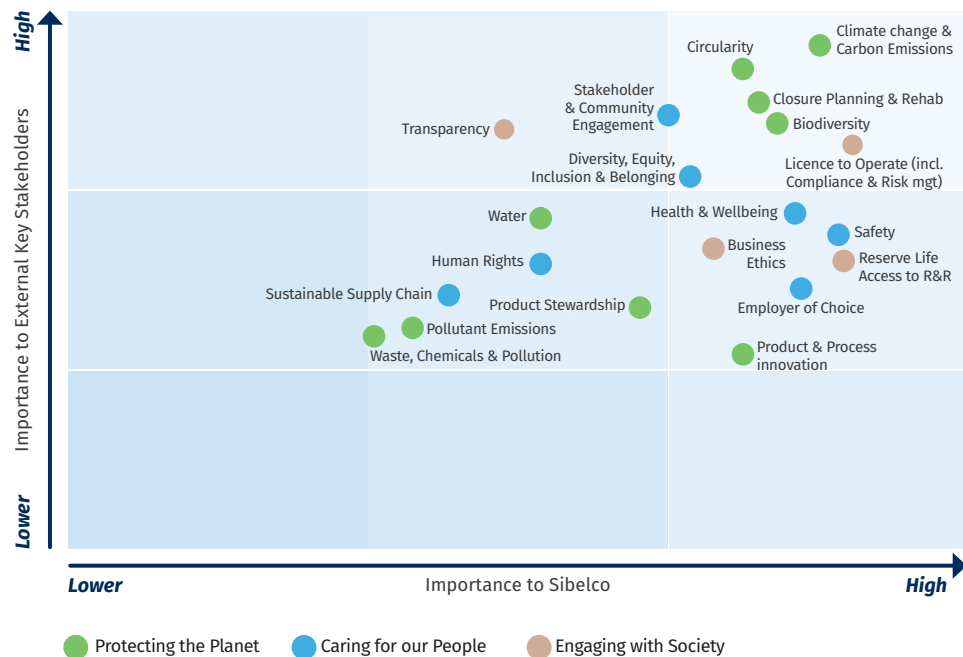 High
Importance to External Key Stakeholders
Lower
Climate change &
Carbon Emissions
Circularity
Closure Planning & Rehab
Stakeholder
& Community
Engagement
Biodiversity
Transparency
Licence to Operate (incl.
Compliance & Risk mgt)
Diversity, Equity,
Inclusion & Belonging
Health & Wellbeing
Water
Safety
Business
Ethics
Reserve Life
Access to R&R
Human Rights
Sustainable Supply Chain
Product Stewardship
Employer of Choice
Pollutant Emissions
Waste, Chemicals & Pollution
Product & Process
innovation
Lower
Importance to Sibelco
High
Protecting the Planet
Caring for our People
Engaging with Society